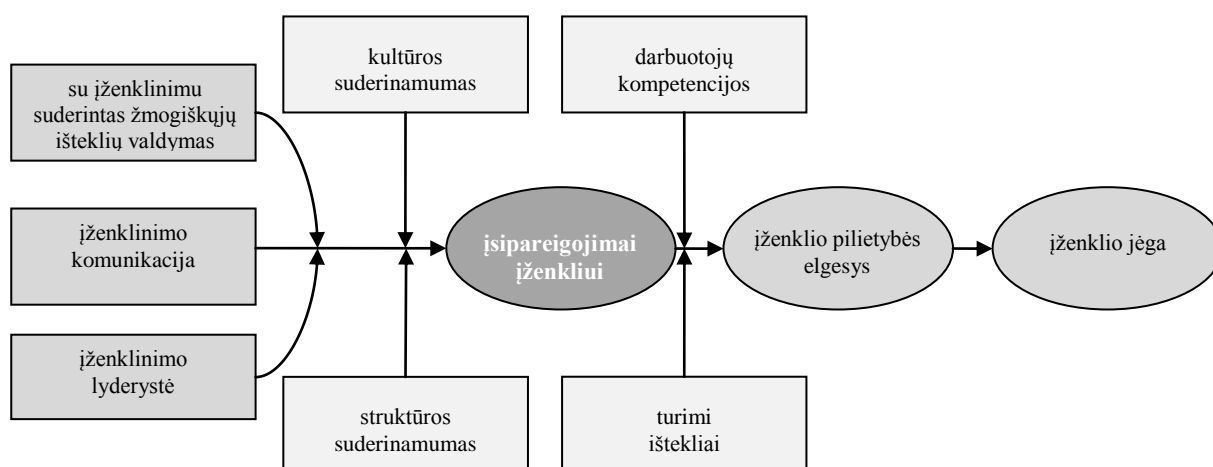 kultūros
suderinamumas
darbuotojų
kompetencijos
su įženklinimu
suderintas žmogiškųjų
išteklių valdymas
įženklinimo
komunikacija
įsipareigojimai
įženkliui
įženklio pilietybės
elgesys
įženklio jėga
įženklinimo
lyderystė
struktūros
suderinamumas
turimi
ištekliai